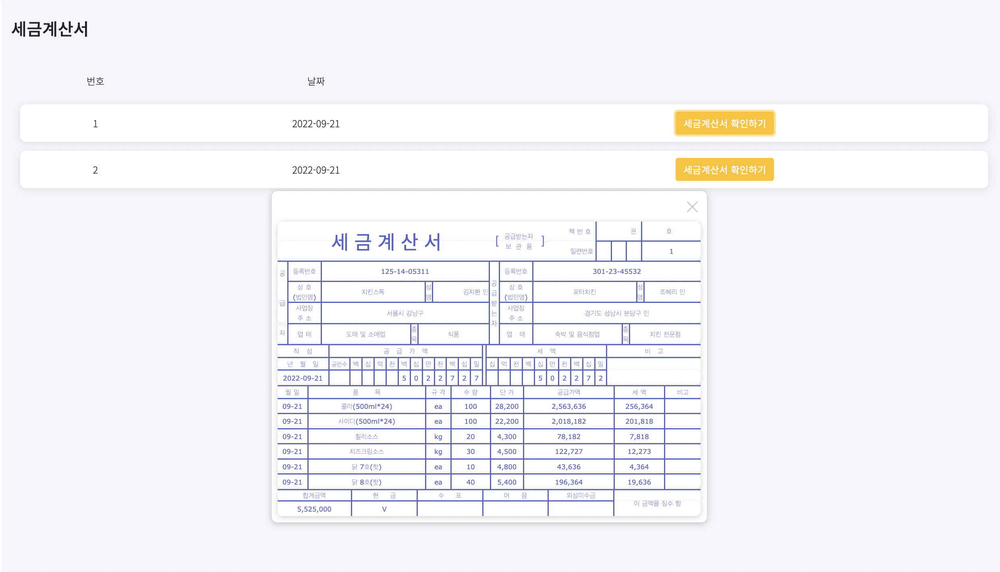 세금계산서
번호 날짜
1 2022-09-21 세금계산서 확인하기
2 2022-09-21 세금계산서 확인하기
세 금 계 산 서 [ 공급받는자 보 관 용 ] 책 번 호 권 호
일련번호 1
공급자 등록번호 125-14-05311 공급받는자 등록번호 301-23-45532
상 호 (법인명) 치킨스톡 성명 김지환 인 상 호 (법인명) 포터치킨 성명 조혜리 인
사업장 주 소 서울시 강남구 사업장 주 소 경기도 성남시 분당구 인
업 태 도매 및 소매업 종목 식품 업 태 숙박 및 음식점업 종목 치킨 전문점
작 성 공 급 가 액 세 액 비 고
년 월 일 공란수 백 십 억 천 백 십 만 천 백 십 일 십 억 천 백 십 만 천 백 십 일
2022-09-21 5 0 2 2 7 2 7 5 0 2 2 7 2
월 일 품 목 규 격 수 량 단 가 공급가액 세 액 비고
09-21 콜라(500ml*24) ea 100 28,200 2,563,636 256,364
09-21 사이다(500ml*24) ea 100 22,200 2,018,182 201,818
09-21 칠리소스 kg 20 4,300 78,182 7,818
09-21 치즈크림소스 kg 30 4,500 122,727 12,273
09-21 닭 7호(핫) ea 10 4,800 43,636 4,364
09-21 닭 8호(핫) ea 40 5,400 196,364 19,636
합계금액 현 금 수 표 어 음 외상미수금 이 금액을 징수 함
5,525,000 V